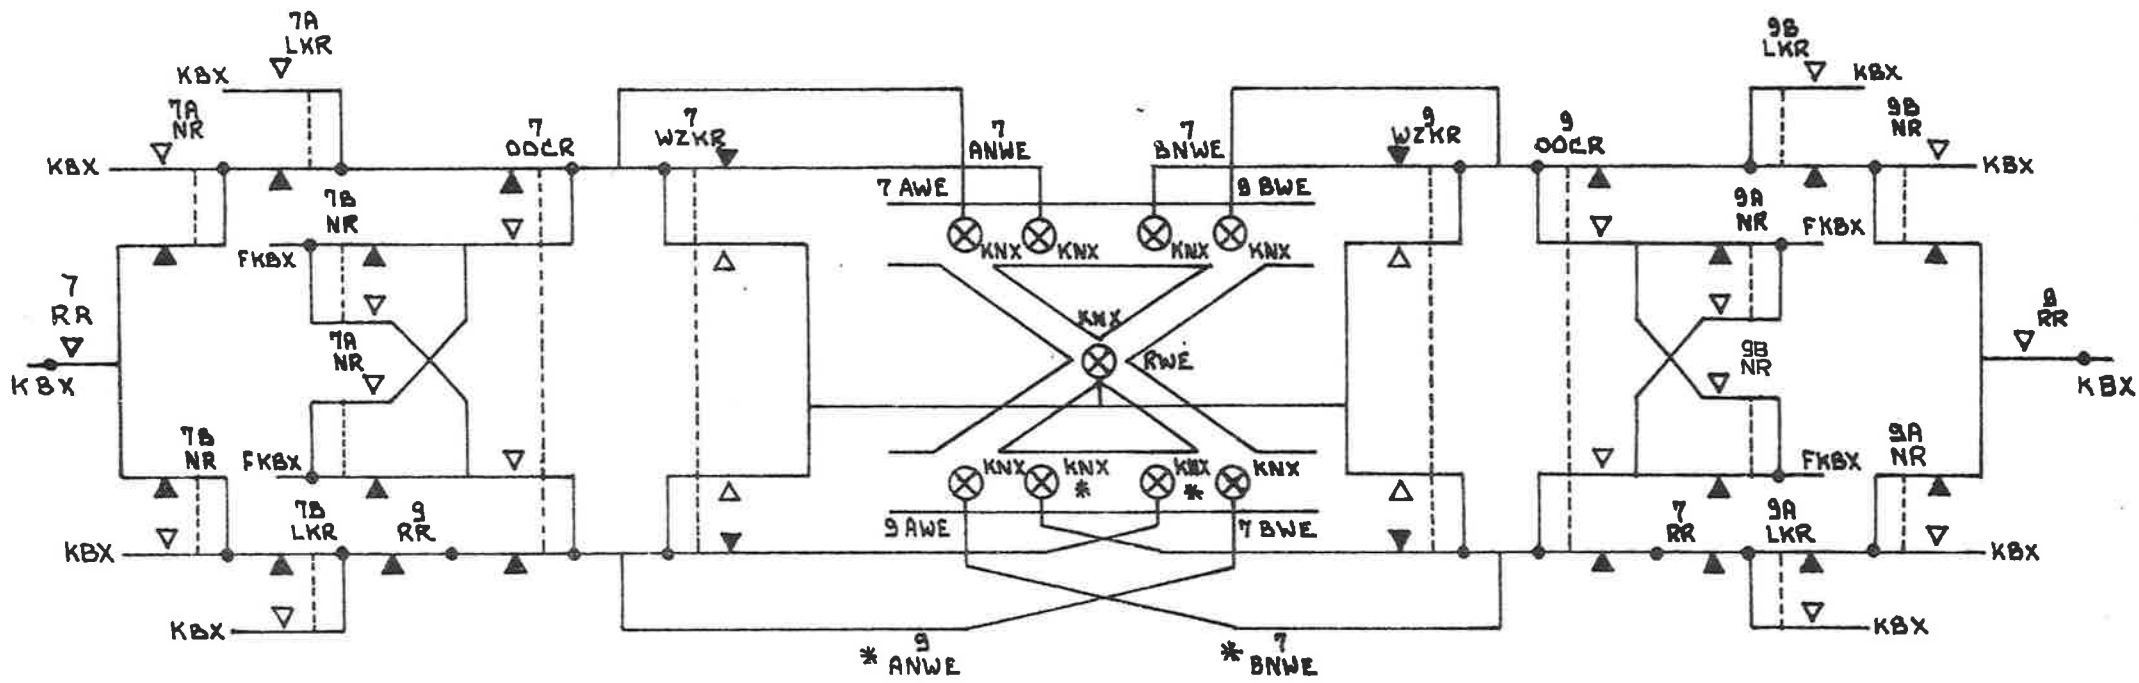 7A
LKR
KBX
7A
NR
KBX
7
OOCR
7
WZKR
7
ANWE
7
BNWE
9
WZKR
9
OOCR
9B
LKR
KBX
9B
NR
KBX
7 AWE
9 BWE
7B
NR
FKBX
KNX
KNX
KNX
KNX
9A
NR
FKBX
7
RR
KBX
7A
NR
KNX
RWE
9B
NR
9
RR
KBX
7B
NR
FKBX
KNX
KNX
*
KNX
*
KNX
FKBX
9A
NR
7B
LKR
9
RR
9 AWE
7 BWE
7
RR
9A
LKR
KBX
KBX
KBX
KBX
9
* ANWE
7
* BNWE